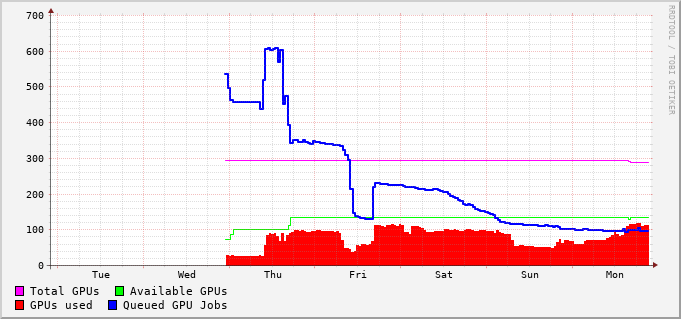 700
600
500
400
300
200
100
0
Tue Wed Thu Fri Sat Sun Mon
Total GPUs Available GPUs
GPUs used Queued GPU Jobs
RRDTOOL / TOBI OETIKER